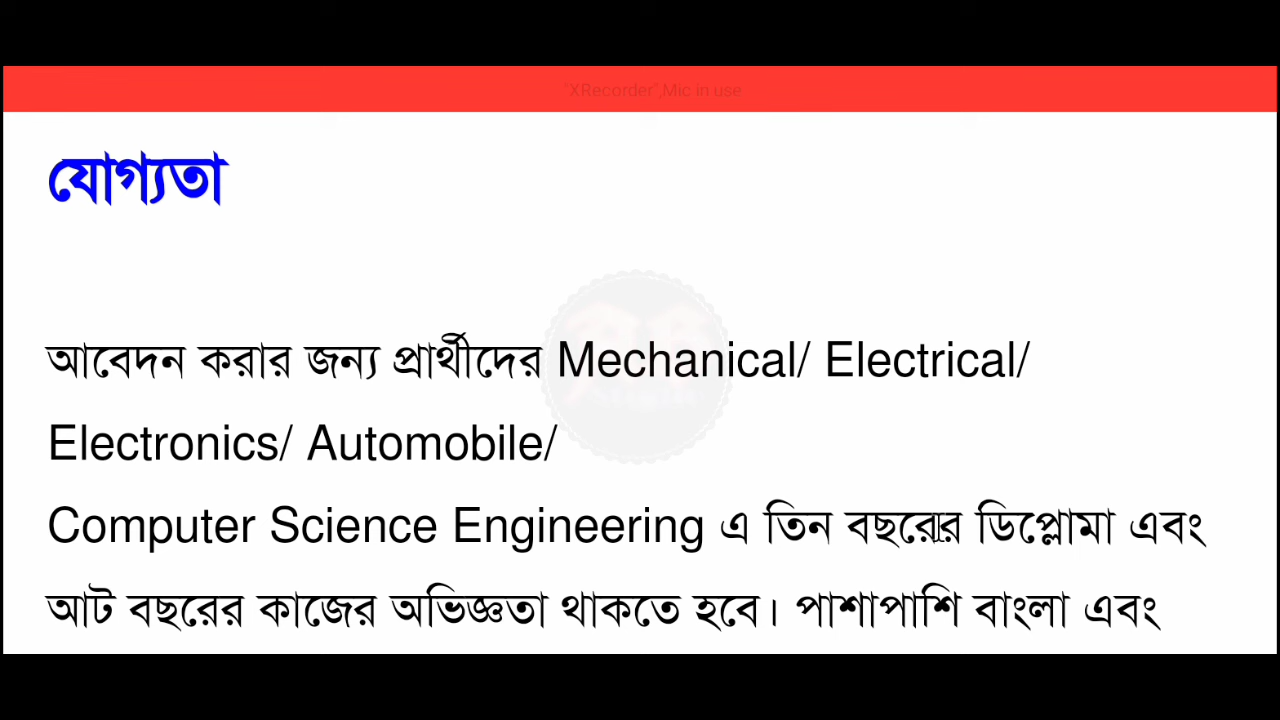 "XRecorder",Mic in use
যোগ্যতা
আবেদন করার জন্য প্রার্থীদের Mechanical/ Electrical/
Electronics/ Automobile/
Computer Science Engineering এ তিন বছরের ডিপ্লোমা এবং
আট বছরের কাজের অভিজ্ঞতা থাকতে হবে। পাশাপাশি বাংলা এবং